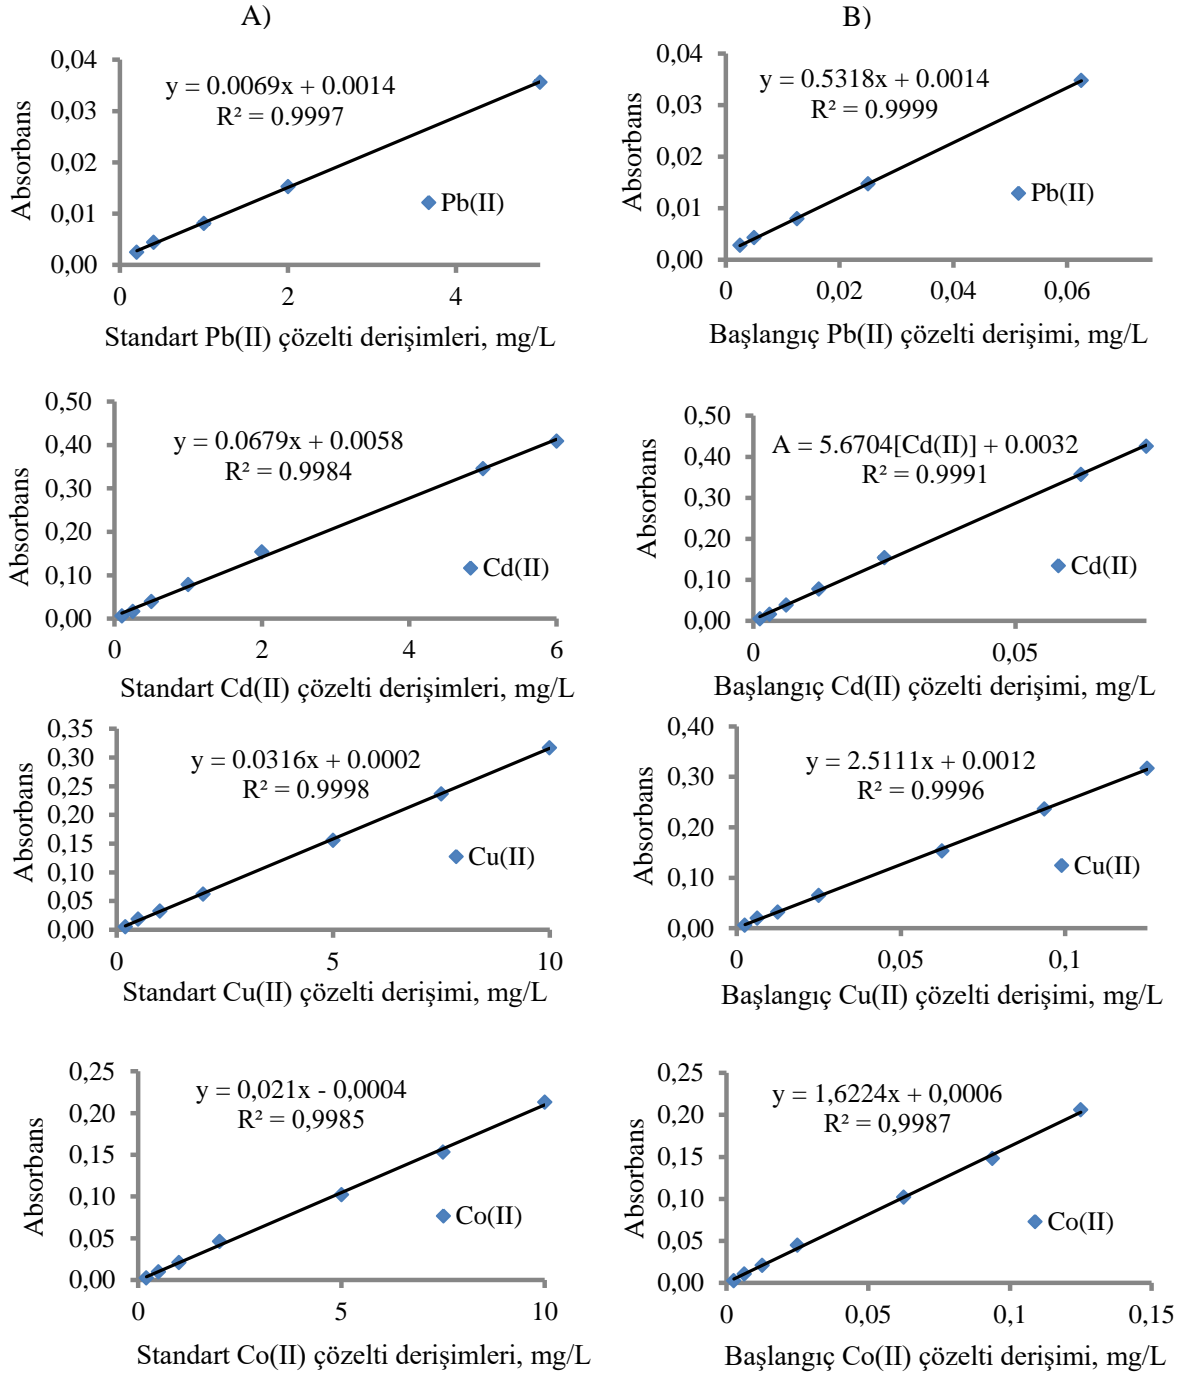 A)
B)
0,04
0,03
0,02
0,01
0,00
Absorbans
y = 0.0069x + 0.0014
R² = 0.9997
Pb(II)
0
2
4
Standart Pb(II) çözelti derişimleri, mg/L
0,04
0,03
0,02
0,01
0,00
Absorbans
y = 0.5318x + 0.0014
R² = 0.9999
Pb(II)
0
0,02
0,04
0,06
Başlangıç Pb(II) çözelti derişimi, mg/L
0,50
0,40
0,30
0,20
0,10
0,00
Absorbans
y = 0.0679x + 0.0058
R² = 0.9984
Cd(II)
0
2
4
6
Standart Cd(II) çözelti derişimleri, mg/L
0,50
0,40
0,30
0,20
0,10
0,00
Absorbans
A = 5.6704[Cd(II)] + 0.0032
R² = 0.9991
Cd(II)
0
0,05
Başlangıç Cd(II) çözelti derişimi, mg/L
0,35
0,30
0,25
0,20
0,15
0,10
0,05
0,00
Absorbans
y = 0.0316x + 0.0002
R² = 0.9998
Cu(II)
0
5
10
Standart Cu(II) çözelti derişimi, mg/L
0,40
0,30
0,20
0,10
0,00
Absorbans
y = 2.5111x + 0.0012
R² = 0.9996
Cu(II)
0
0,05
0,1
Başlangıç Cu(II) çözelti derişimi, mg/L
0,25
0,20
0,15
0,10
0,05
0,00
Absorbans
y = 0,021x - 0,0004
R² = 0,9985
Co(II)
0
5
10
Standart Co(II) çözelti derişimleri, mg/L
0,25
0,20
0,15
0,10
0,05
0,00
Absorbans
y = 1,6224x + 0,0006
R² = 0,9987
Co(II)
0
0,05
0,1
0,15
Başlangıç Co(II) çözelti derişimi, mg/L